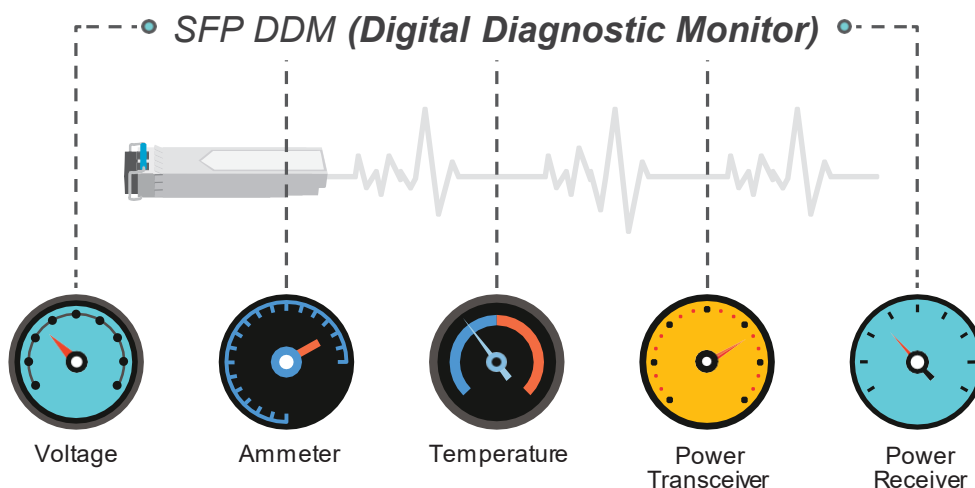 SFP DDM (Digital Diagnostic Monitor)
Voltage
Ammeter
Temperature
Power
Transceiver
Power
Receiver